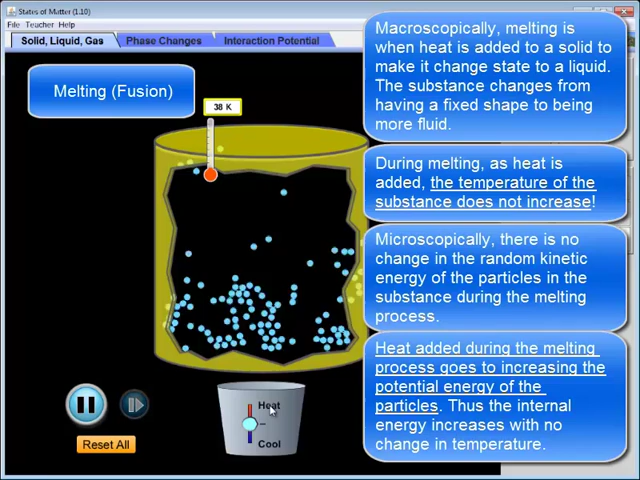 States of Matter (1.10)
File Teacher Help
Solid, Liquid, Gas
Phase Changes
Interaction Potential
Melting (Fusion)
38 K
Macroscopically, melting is
when heat is added to a solid to
make it change state to a liquid.
The substance changes from
having a fixed shape to being
more fluid.
During melting, as heat is
added, the temperature of the
substance does not increase!
Microscopically, there is no
change in the random kinetic
energy of the particles in the
substance during the melting
process.
Heat added during the melting
process goes to increasing the
potential energy of the
particles. Thus the internal
energy increases with no
change in temperature.
Heat
Cool
Reset All